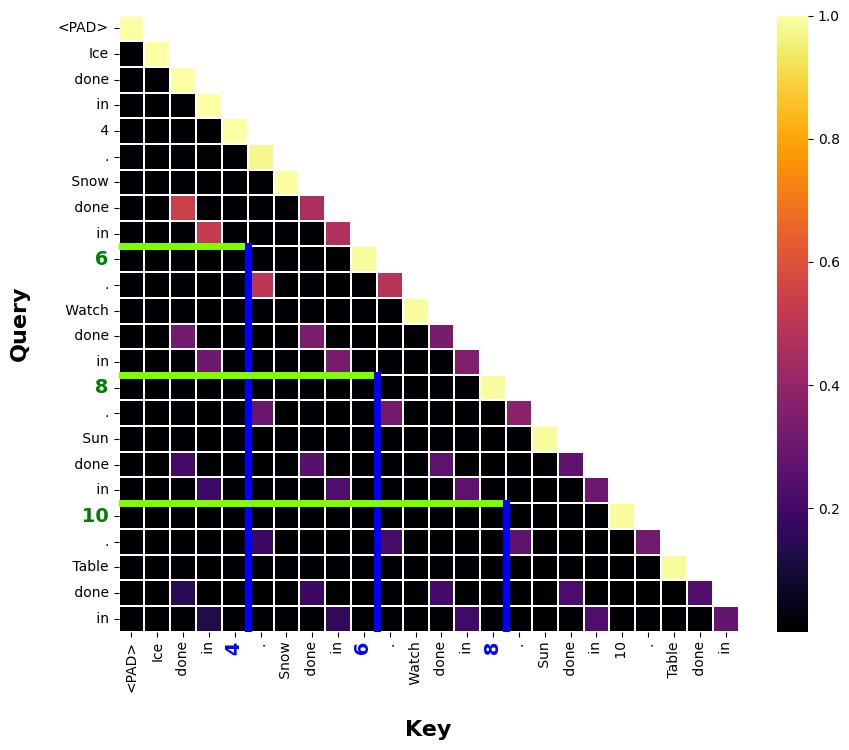 <PAD>
Ice
done
in
4
.
Snow
done
in
6
.
Watch
done
in
8
.
Sun
done
in
10
.
Table
done
in
Query
<PAD>
Ice
done
in
4
.
Snow
done
in
6
.
Watch
done
in
8
.
Sun
done
in
10
.
Table
done
in
Key
1.0
0.8
0.6
0.4
0.2